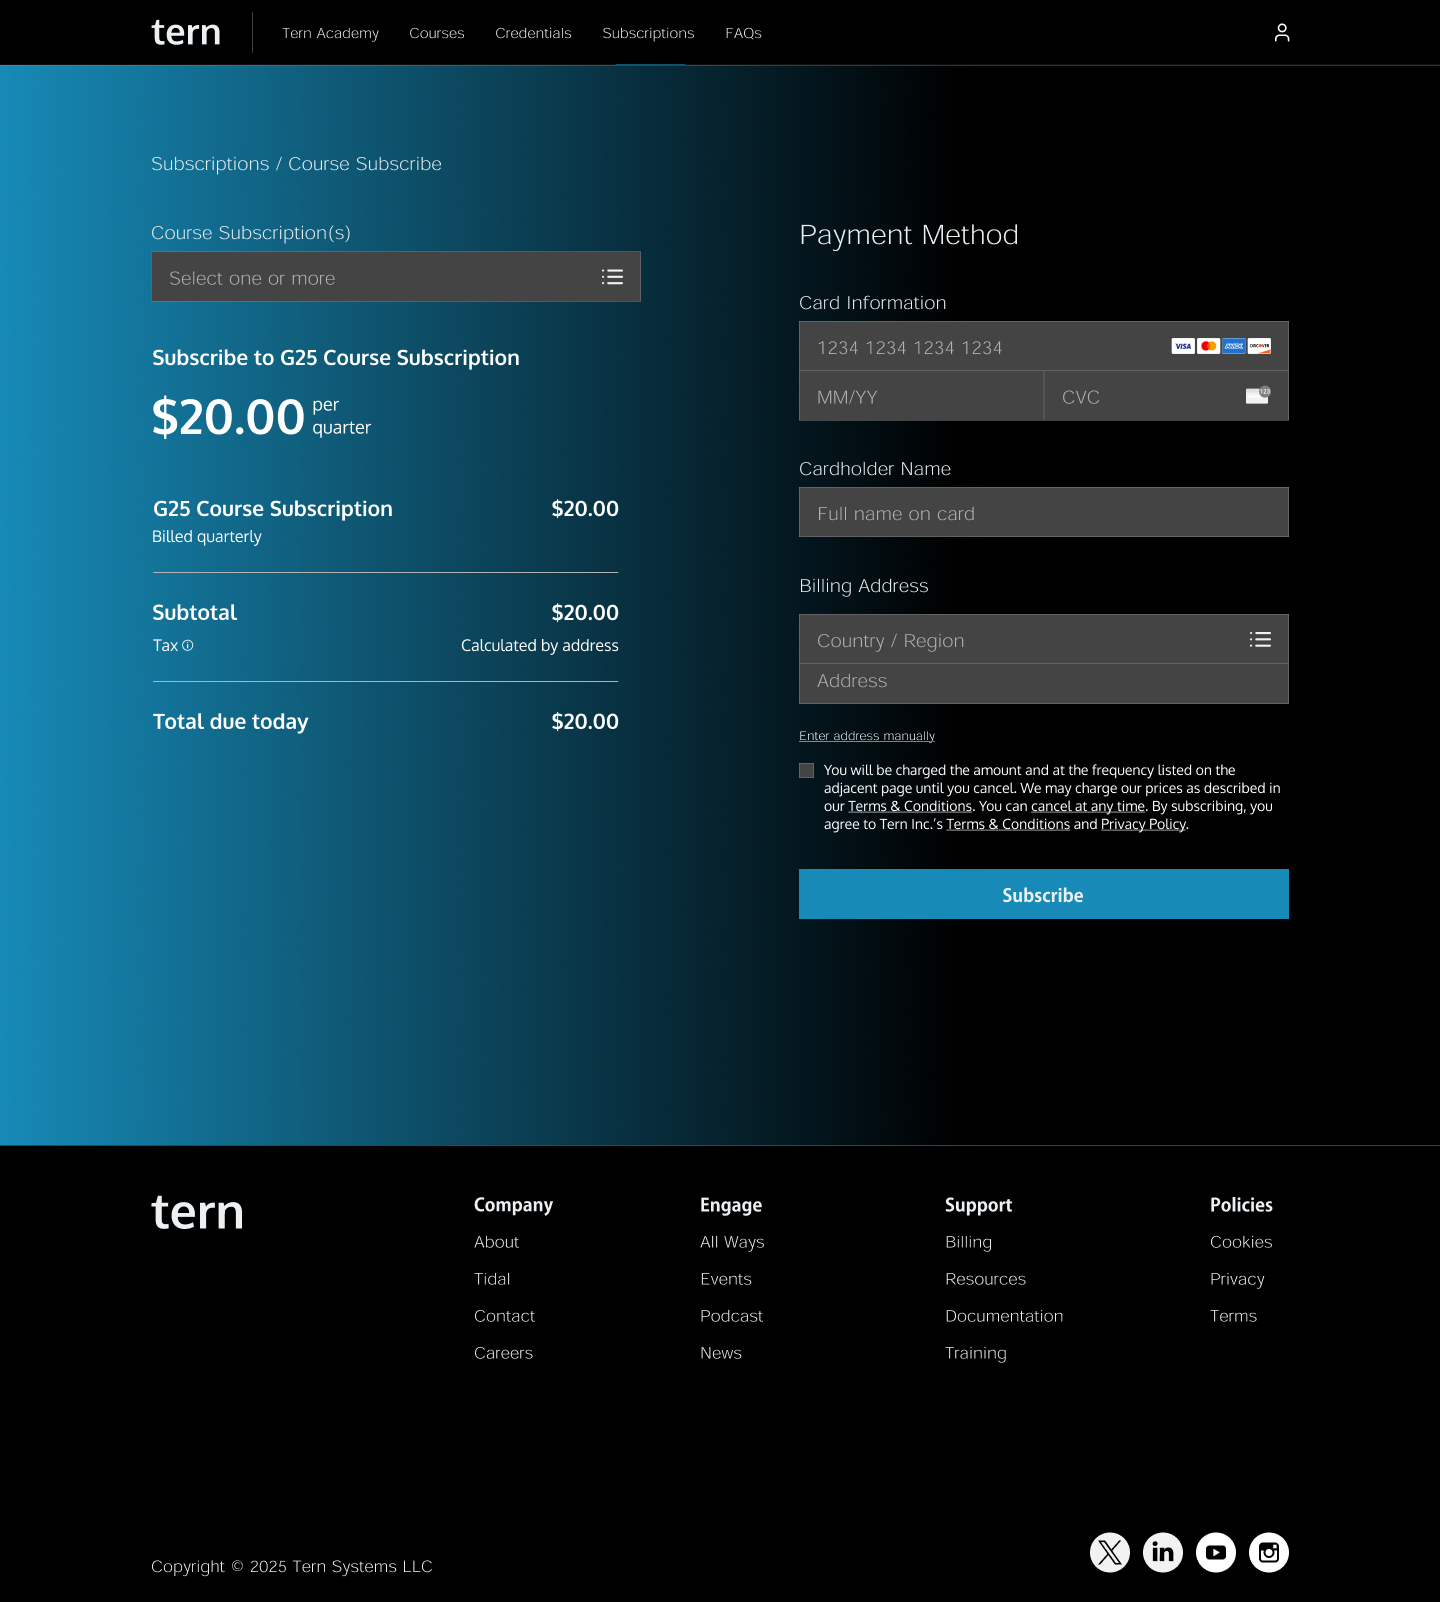 tern
Tern Academy
Courses
Credentials
Subscriptions
FAQs
Subscriptions / Course Subscribe
Course Subscription(s)
Select one or more
Subscribe to G25 Course Subscription
$20.00 per
quarter
G25 Course Subscription $20.00
Billed quarterly
Subtotal $20.00
Tax Calculated by address
Total due today $20.00
Payment Method
Card Information
1234 1234 1234 1234 VISA AMEX DISCOVER
MM/YY CVC 123
Cardholder Name
Full name on card
Billing Address
Country / Region
Address
Enter address manually
You will be charged the amount and at the frequency listed on the
adjacent page until you cancel. We may charge our prices as described in
our Terms & Conditions. You can cancel at any time. By subscribing, you
agree to Tern Inc.’s Terms & Conditions and Privacy Policy.
Subscribe
tern
Company
About
Tidal
Contact
Careers
Engage
All Ways
Events
Podcast
News
Support
Billing
Resources
Documentation
Training
Policies
Cookies
Privacy
Terms
Copyright © 2025 Tern Systems LLC
X
in